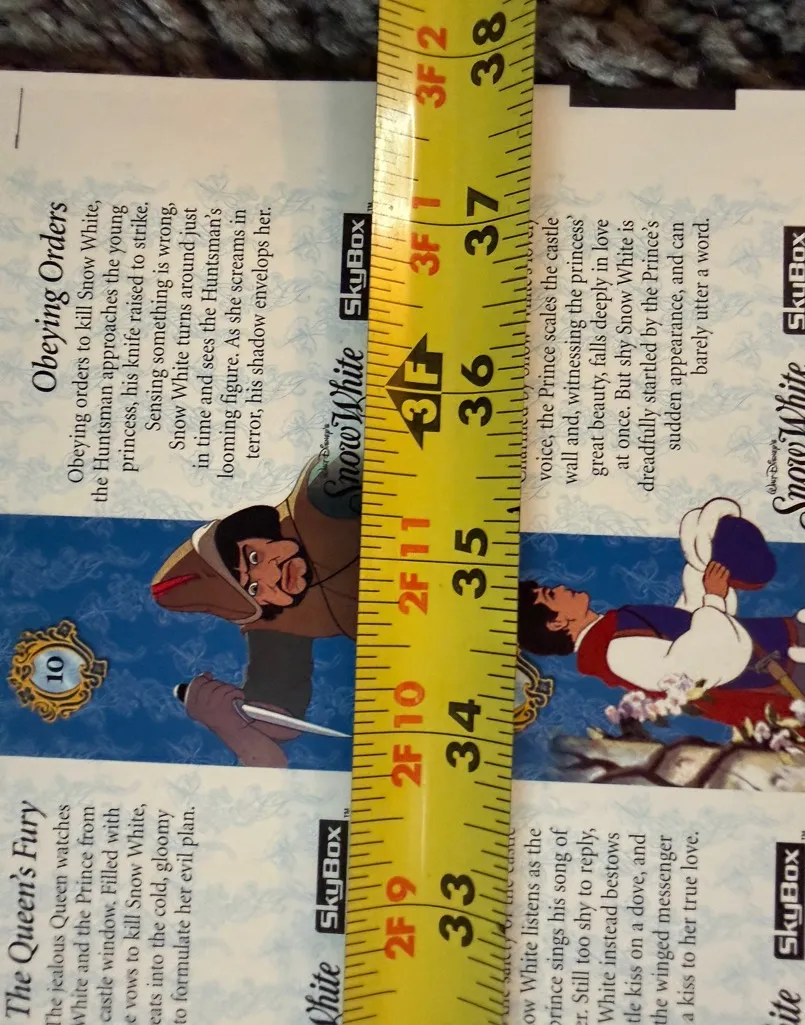 Obeying Orders
Obeying orders to kill Snow White,
the Huntsman approaches the young
princess, his knife raised to strike.
Sensing something is wrong,
Snow White turns around just
in time and sees the Huntsman's
looming figure. As she screams in
terror, his shadow envelops her.
Walt Disney's
Snow White
SkyBox™
10
The Queen's Fury
The jealous Queen watches
White and the Prince from
castle window. Filled with
vows to kill Snow White,
into the cold, gloomy
to formulate her evil plan.
White
SkyBox™
3F 2
38
3F 1
37
3F
36
2F 11
35
2F 10
34
2F 9
33
voice, the Prince scales the castle
wall and, witnessing the princess'
great beauty, falls deeply in love
at once. But shy Snow White is
dreadfully startled by the Prince's
sudden appearance, and can
barely utter a word.
Walt Disney's
Snow White
SkyBox
White listens as the
sings his song of
Still too shy to reply,
White instead bestows
kiss on a dove, and
the winged messenger
a kiss to her true love.
SkyBox™